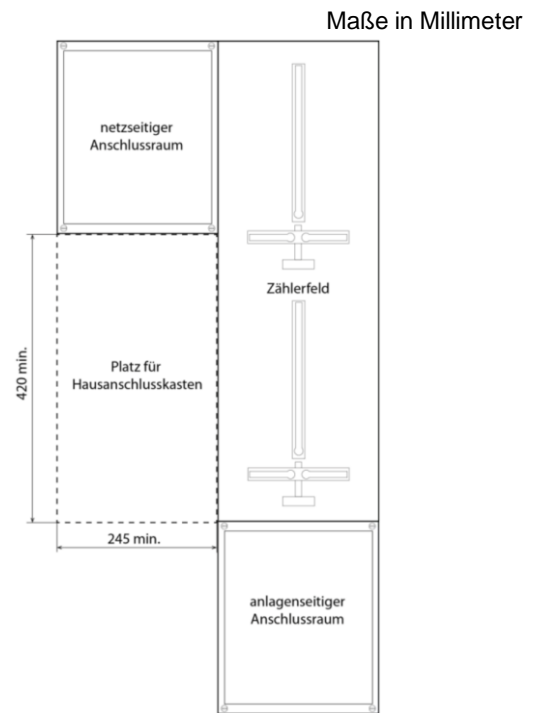 Maße in Millimeter
netzseitiger
Anschlussraum
Zählerfeld
Platz für
Hausanschlusskasten
420 min.
245 min.
anlagenseitiger
Anschlussraum